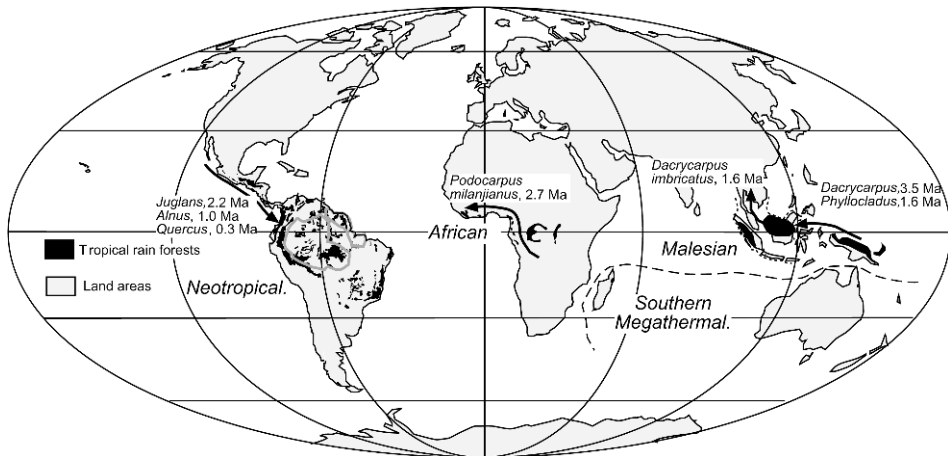 Juglans, 2.2 Ma
Alnus, 1.0 Ma
Quercus, 0.3 Ma
Tropical rain forests
Land areas
Neotropical.
Podocarpus
milanjianus, 2.7 Ma
African
Dacrycarpus
imbricatus, 1.6 Ma
Dacrycarpus,3.5 Ma
Phyllocladus,1.6 Ma
Malesian
Southern
Megathermal.